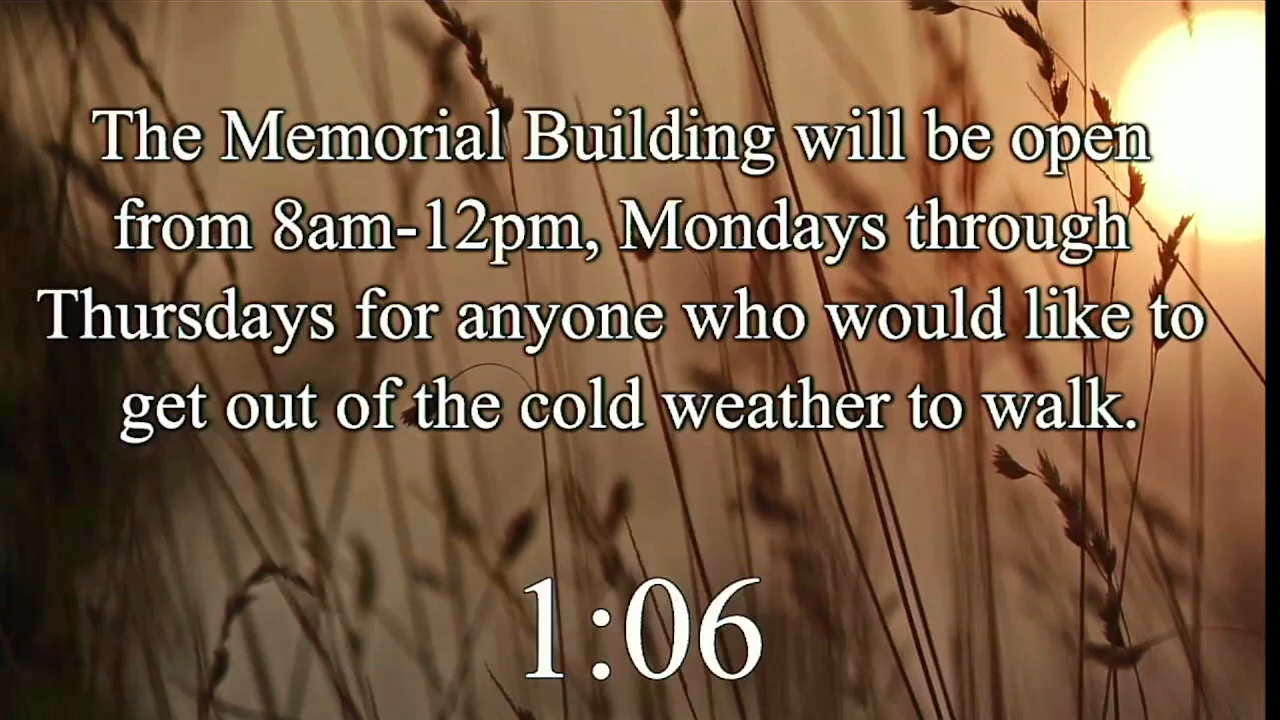 The Memorial Building will be open
from 8am-12pm, Mondays through
Thursdays for anyone who would like to
get out of the cold weather to walk.
1:06